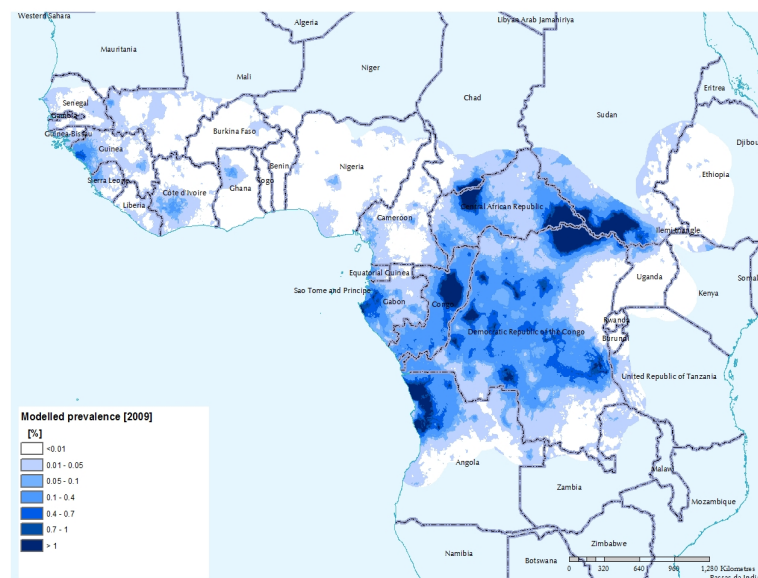 Western Sahara
Algeria
Libyan Arab Jamahiriya
Mauritania
Mali
Niger
Chad
Sudan
Eritrea
Senegal
Gambia
Guinea-Bissau
Guinea
Burkina Faso
Benin
Nigeria
Djibou
Ethiopia
Sierra Leone
Liberia
Côte d'Ivoire
Ghana
Togo
Cameroon
Central African Republic
Ilemi triangle
Equatorial Guinea
Sao Tome and Principe
Gabon
Congo
Uganda
Kenya
Somal
Democratic Republic of the Congo
Rwanda
Burundi
United Republic of Tanzania
Angola
Zambia
Malawi
Mozambique
Namibia
Botswana
Zimbabwe
Modelled prevalence [2009]
[%]
<0.01
0.01 - 0.05
0.05 - 0.1
0.1 - 0.4
0.4 - 0.7
0.7 - 1
> 1
0 320 640 960 1,280 Kilometres